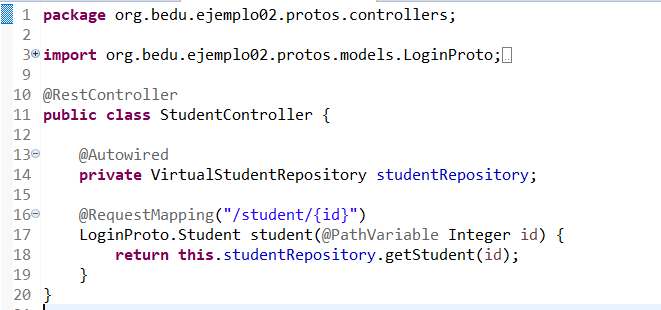 1 package org.bedu.ejemplo02.protos.controllers;
2
3 import org.bedu.ejemplo02.protos.models.LoginProto;
9
10 @RestController
11 public class StudentController {
12
13     @Autowired
14     private VirtualStudentRepository studentRepository;
15
16     @RequestMapping("/student/{id}")
17     LoginProto.Student student(@PathVariable Integer id) {
18         return this.studentRepository.getStudent(id);
19     }
20 }